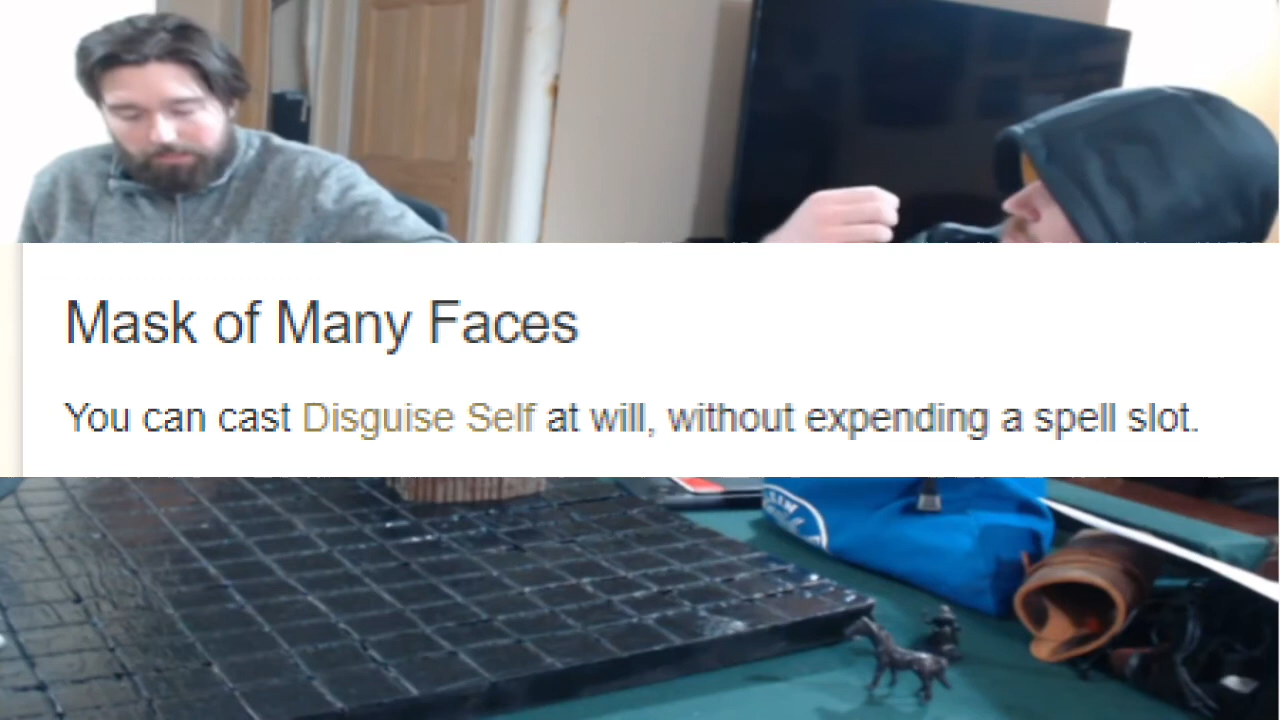 Mask of Many Faces
You can cast Disguise Self at will, without expending a spell slot.